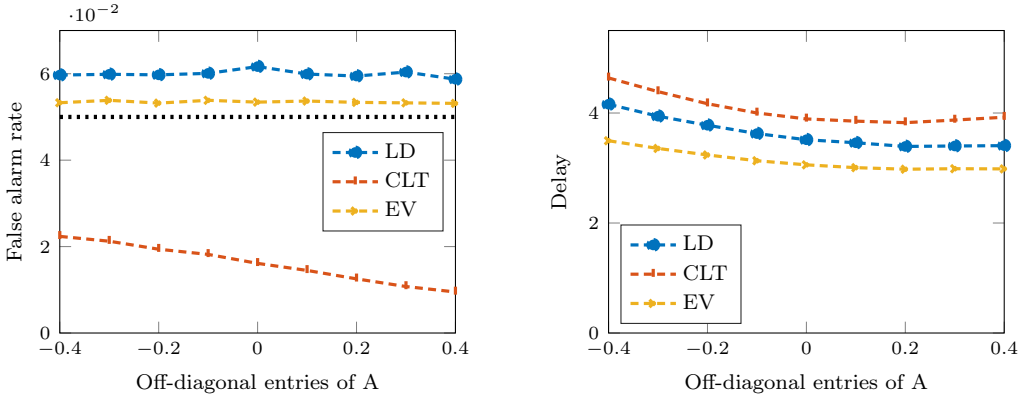 ·10⁻²
6
4
2
0
−0.4
−0.2
0
0.2
0.4
False alarm rate
Off-diagonal entries of A
LD
CLT
EV
4
2
0
−0.4
−0.2
0
0.2
0.4
Delay
Off-diagonal entries of A
LD
CLT
EV